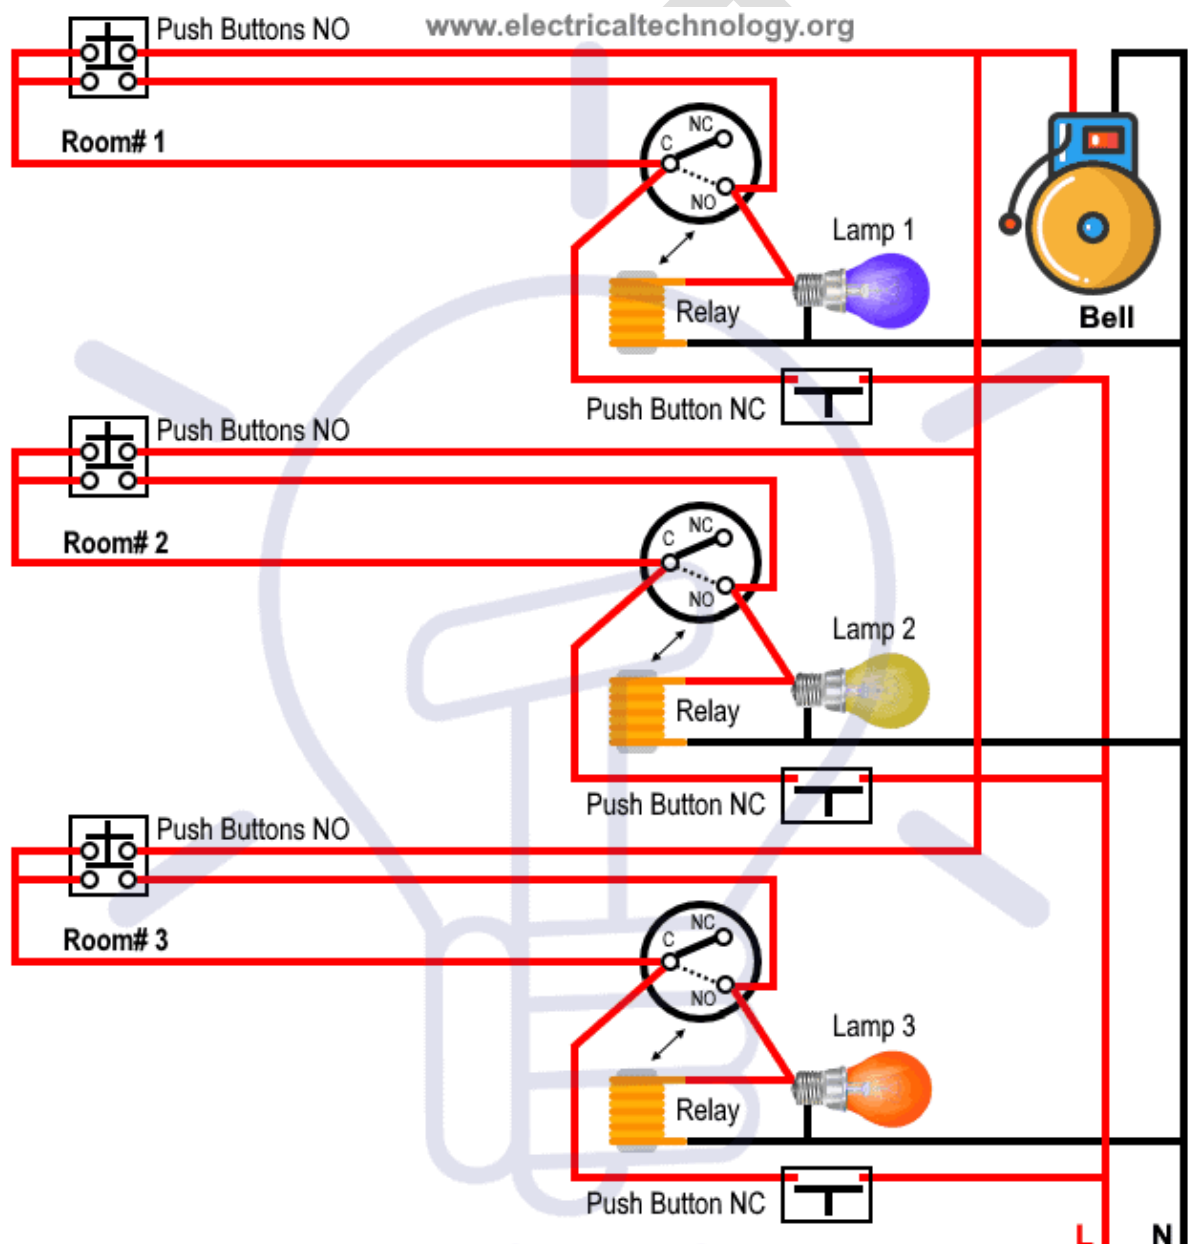 www.electricaltechnology.org
Push Buttons NO
Room# 1
NC
C
NO
Lamp 1
Relay
Bell
Push Button NC
Push Buttons NO
Room# 2
NC
C
NO
Lamp 2
Relay
Push Button NC
Push Buttons NO
Room# 3
NC
C
NO
Lamp 3
Relay
Push Button NC
L N